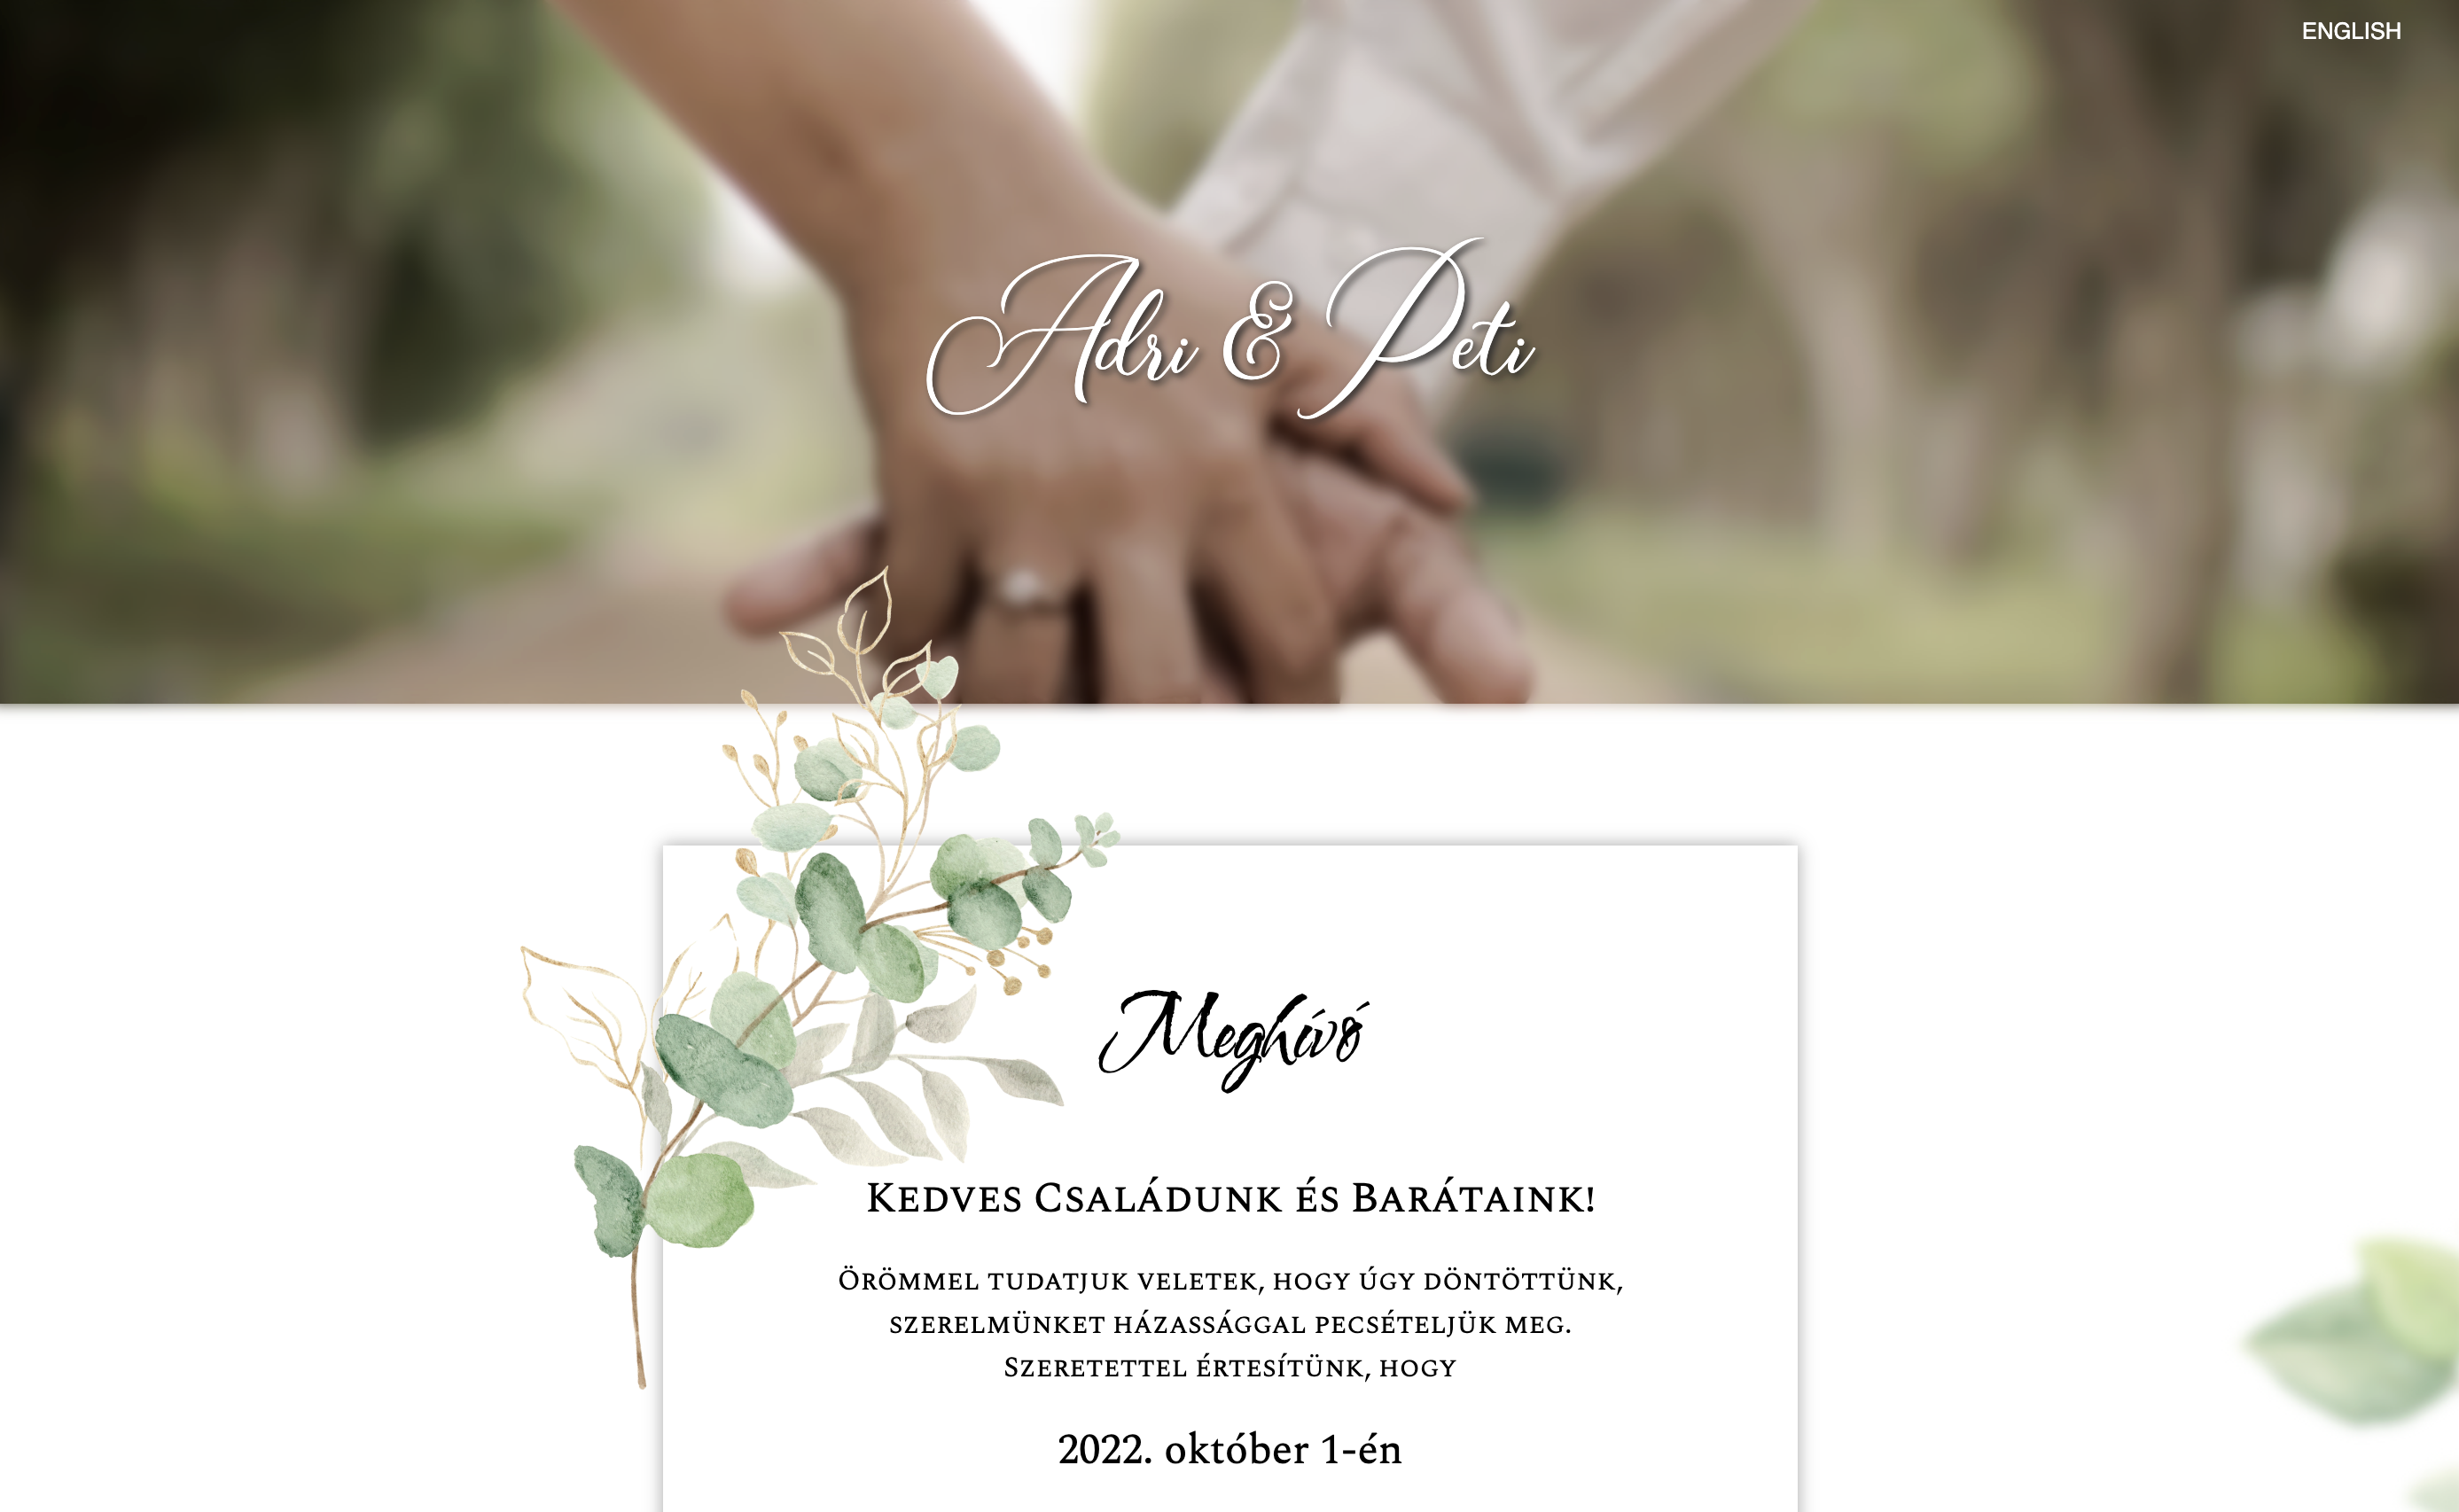 ENGLISH
Adri & Peti
Meghívó
Kedves Családunk és Barátaink!
Örömmel tudatjuk veletek, hogy úgy döntöttünk,
szerelmünket házassággal pecsételjük meg.
Szeretettel értesítünk, hogy
2022. október 1-én